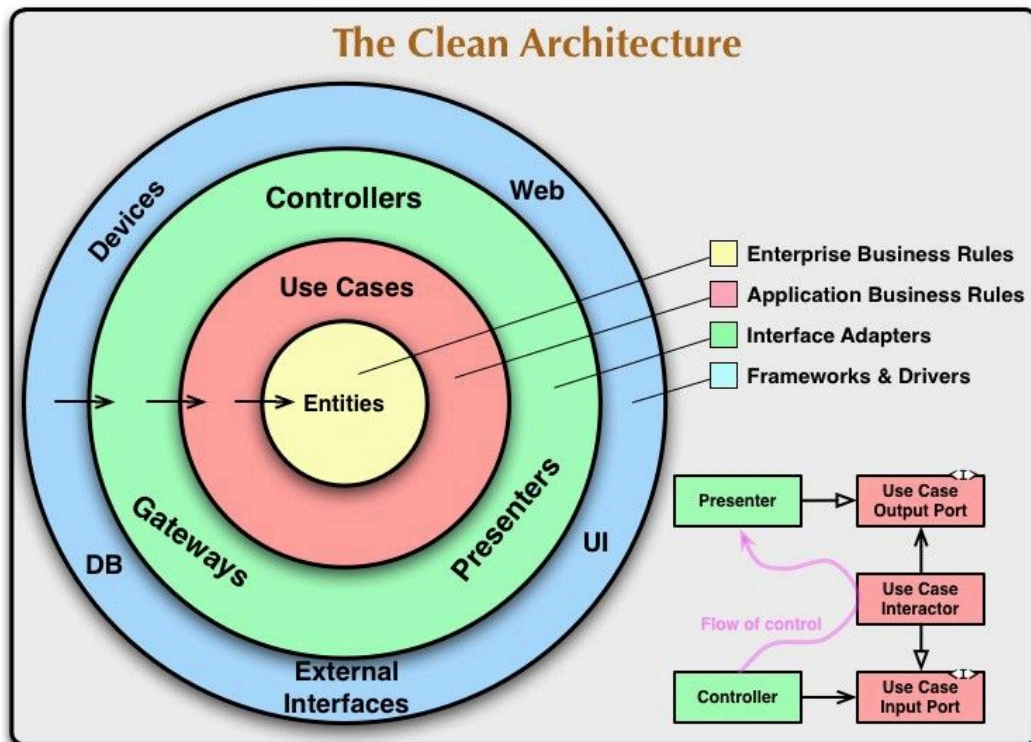 The Clean Architecture
Devices
Web
Controllers
Use Cases
Entities
Gateways
Presenters
DB
UI
External
Interfaces
Enterprise Business Rules
Application Business Rules
Interface Adapters
Frameworks & Drivers
Presenter
<I>
Use Case
Output Port
Use Case
Interactor
Flow of control
Controller
<I>
Use Case
Input Port